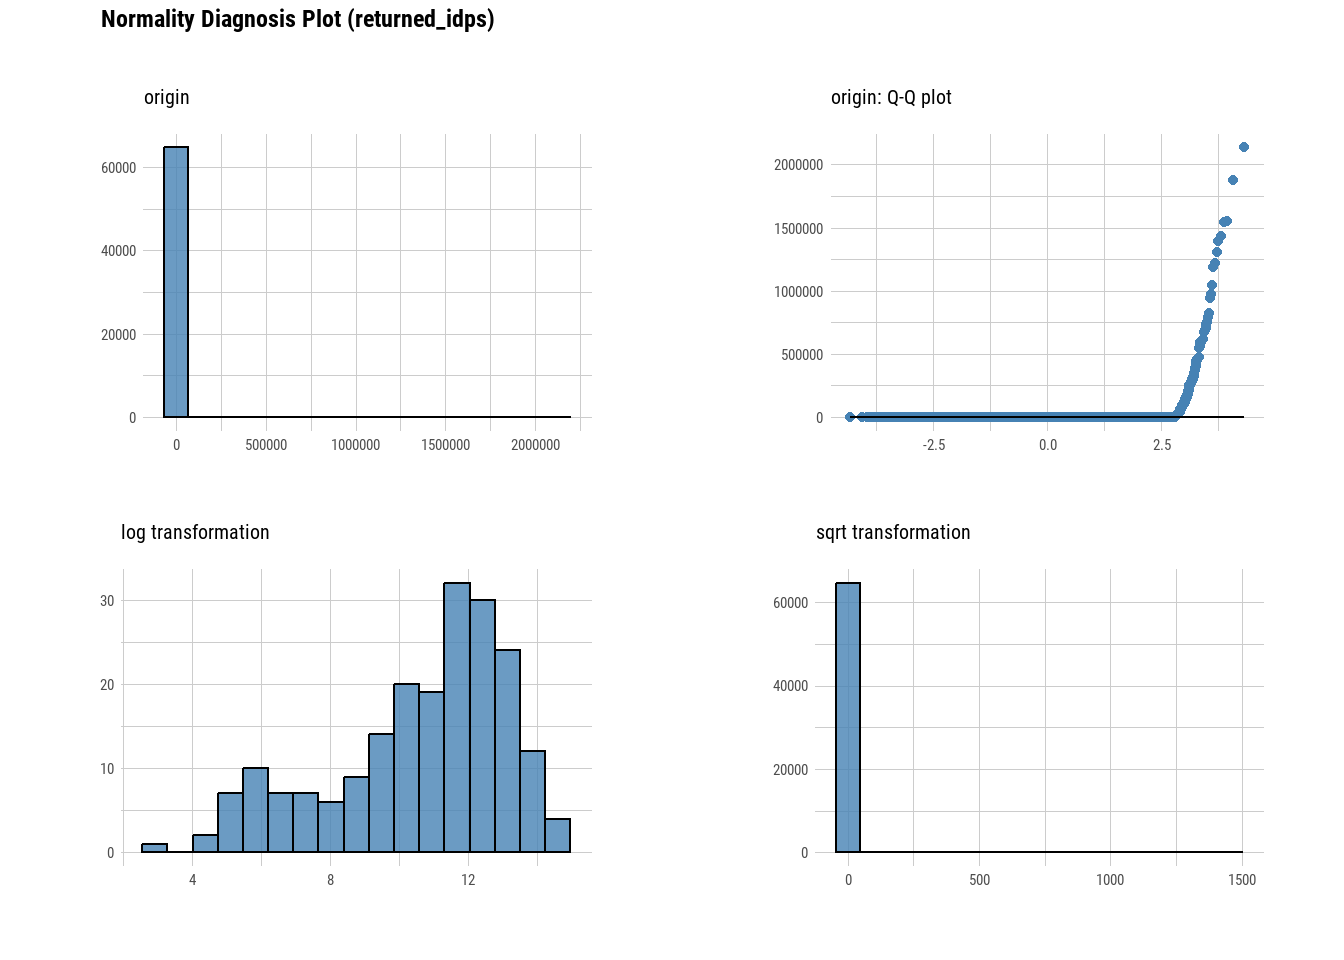 Normality Diagnosis Plot (returned_idps)
origin
60000
40000
20000
0
0 500000 1000000 1500000 2000000
origin: Q-Q plot
2000000
1500000
1000000
500000
0
-2.5 0.0 2.5
log transformation
30
20
10
0
4 8 12
sqrt transformation
60000
40000
20000
0
0 500 1000 1500